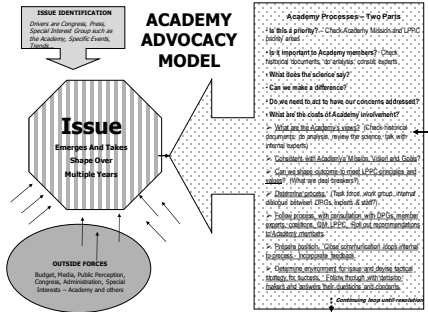 ISSUE IDENTIFICATION
Drivers are Congress, Press,
Special Interest Group such as
the Academy, Specific Events,
Trends...
ACADEMY
ADVOCACY
MODEL
Issue
Emerges And Takes
Shape Over
Multiple Years
OUTSIDE FORCES
Budget, Media, Public Perception,
Congress, Administration, Special
Interests – Academy and others
Academy Processes – Two Parts
• Is this a priority? – Check Academy Mission and LPPC
priority areas
• Is it important to Academy members? Check
historical documents, do analysis, consult experts.
• What does the science say?
• Can we make a difference?
• Do we need to act to have our concerns addressed?
• What are the costs of Academy involvement?
➢ What are the Academy's views? (Check historical
documents, do analysis, review the science, talk with
internal experts)
➢ Consistent with Academy's Mission, Vision and Goals?
➢ Can we shape outcome to meet LPPC principles and
values? (What are deal breakers?)
➢ Determine process. (Task force, work group, internal
dialogue between DPGs, experts & staff?)
➢ Follow process, with consultation with DPGs, member
experts, coalitions, QM, LPPC. Roll out recommendations
to Academy members.
➢ Prepare position. Close communication loops internal
to process. Incorporate feedback.
➢ Determine environment for issue and devise tactical
strategy for success. Follow through with decision-
makers and answers their questions and concerns.
Continuing loop until resolution